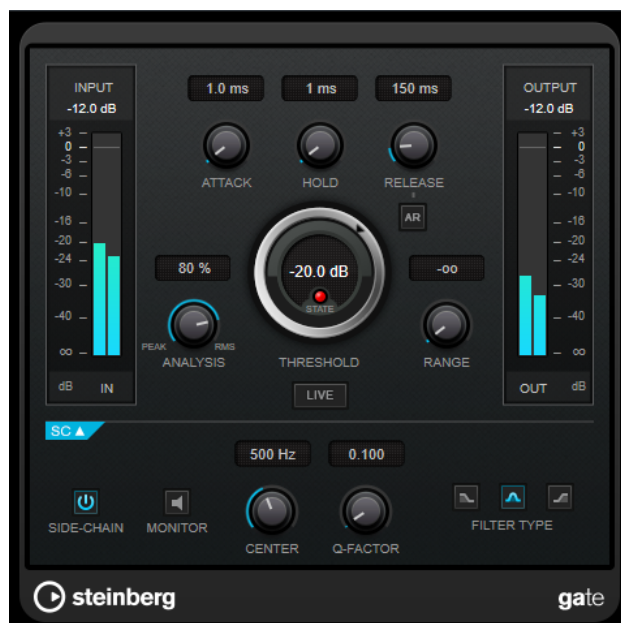 INPUT
-12.0 dB
1.0 ms
1 ms
150 ms
OUTPUT
-12.0 dB
+3
0
-3
-6
-10
-16
-20
-24
-30
-40
∞
dB
IN
ATTACK
HOLD
RELEASE
AR
+3
0
-3
-6
-10
-16
-20
-24
-30
-40
∞
OUT
dB
80 %
-20.0 dB
-∞
STATE
PEAK
RMS
ANALYSIS
THRESHOLD
RANGE
LIVE
SC
500 Hz
0.100
SIDE-CHAIN
MONITOR
CENTER
Q-FACTOR
FILTER TYPE
steinberg
gate